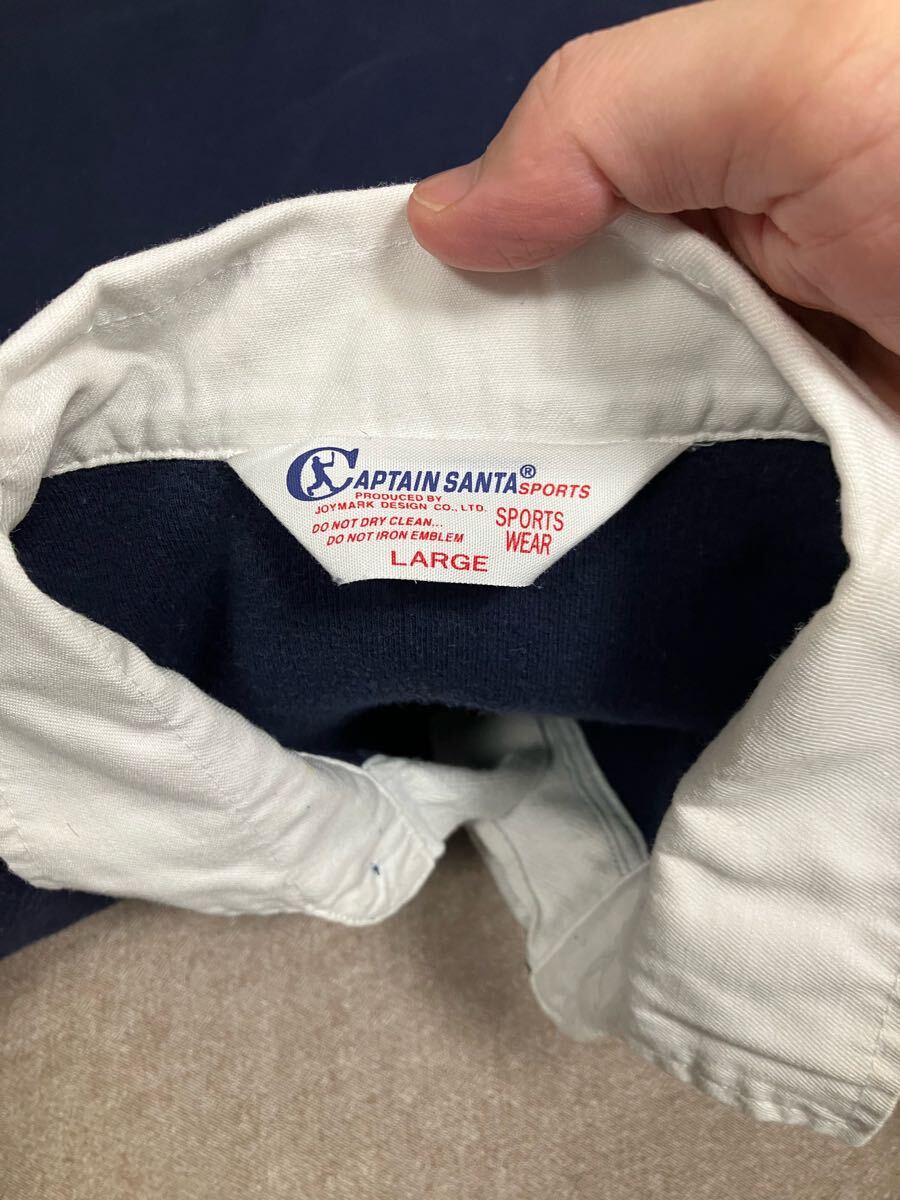 CAPTAIN SANTA® SPORTS
PRODUCED BY
JOYMARK DESIGN CO., LTD.
DO NOT DRY CLEAN...
DO NOT IRON EMBLEM
SPORTS
WEAR
LARGE